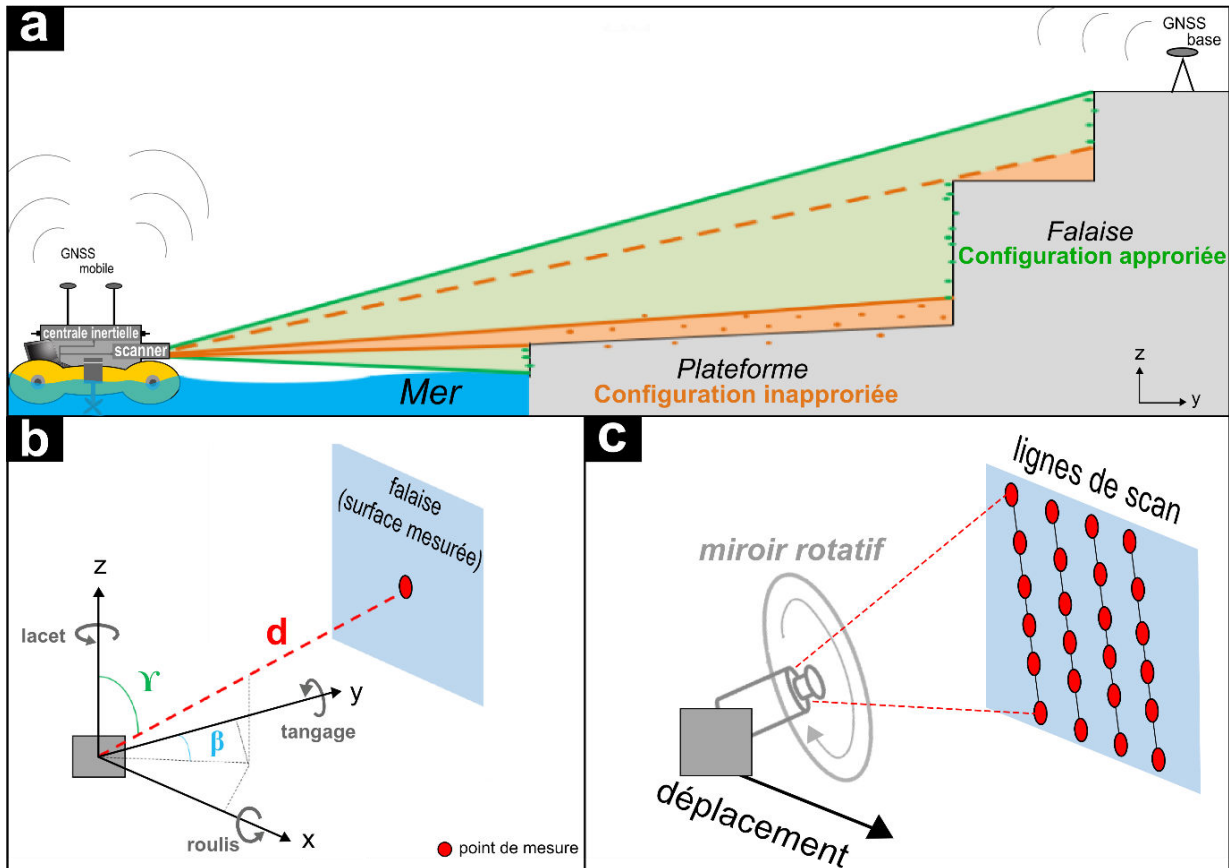 a
GNSS
base
GNSS
mobile
centrale inertielle
scanner
Falaise
Configuration approriée
Mer
Plateforme
Configuration inapproriée
z
y
b
falaise
(surface mesurée)
z
lacet
d
ϒ
y
tangage
β
x
roulis
point de mesure
c
lignes de scan
miroir rotatif
déplacement